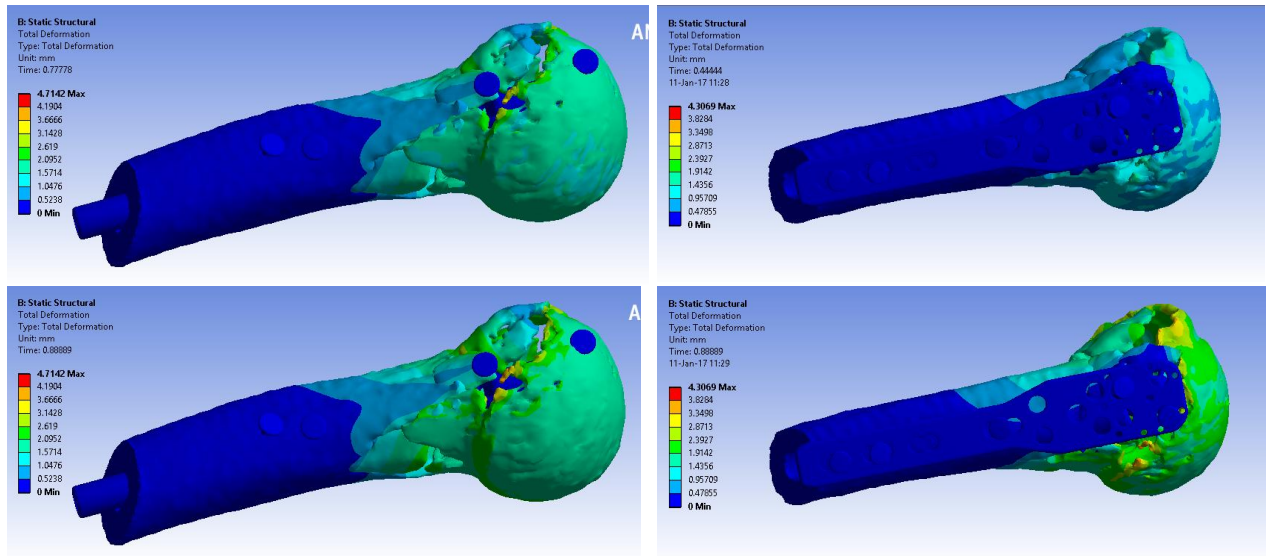 B: Static Structural
Total Deformation
Type: Total Deformation
Unit: mm
Time: 0.77778
4.7142 Max
4.1904
3.6666
3.1428
2.619
2.0952
1.5714
1.0476
0.5238
0 Min
B: Static Structural
Total Deformation
Type: Total Deformation
Unit: mm
Time: 0.44444
11-Jan-17 11:28
4.3069 Max
3.8284
3.3498
2.8713
2.3927
1.9142
1.4356
0.95709
0.47855
0 Min
B: Static Structural
Total Deformation
Type: Total Deformation
Unit: mm
Time: 0.88889
4.7142 Max
4.1904
3.6666
3.1428
2.619
2.0952
1.5714
1.0476
0.5238
0 Min
B: Static Structural
Total Deformation
Type: Total Deformation
Unit: mm
Time: 0.88889
11-Jan-17 11:29
4.3069 Max
3.8284
3.3498
2.8713
2.3927
1.9142
1.4356
0.95709
0.47855
0 Min